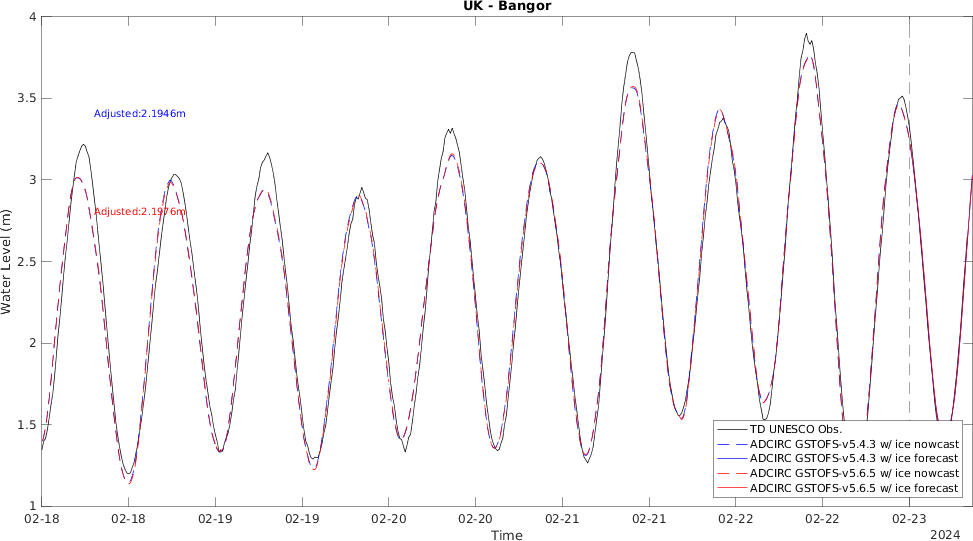 UK - Bangor
4
3.5
3
2.5
2
1.5
1
Water Level (m)
Adjusted:2.1946m
Adjusted:2.1976m
TD UNESCO Obs.
ADCIRC GSTOFS-v5.4.3 w/ ice nowcast
ADCIRC GSTOFS-v5.4.3 w/ ice forecast
ADCIRC GSTOFS-v5.6.5 w/ ice nowcast
ADCIRC GSTOFS-v5.6.5 w/ ice forecast
02-18 02-18 02-19 02-19 02-20 02-20 02-21 02-21 02-22 02-22 02-23
Time
2024